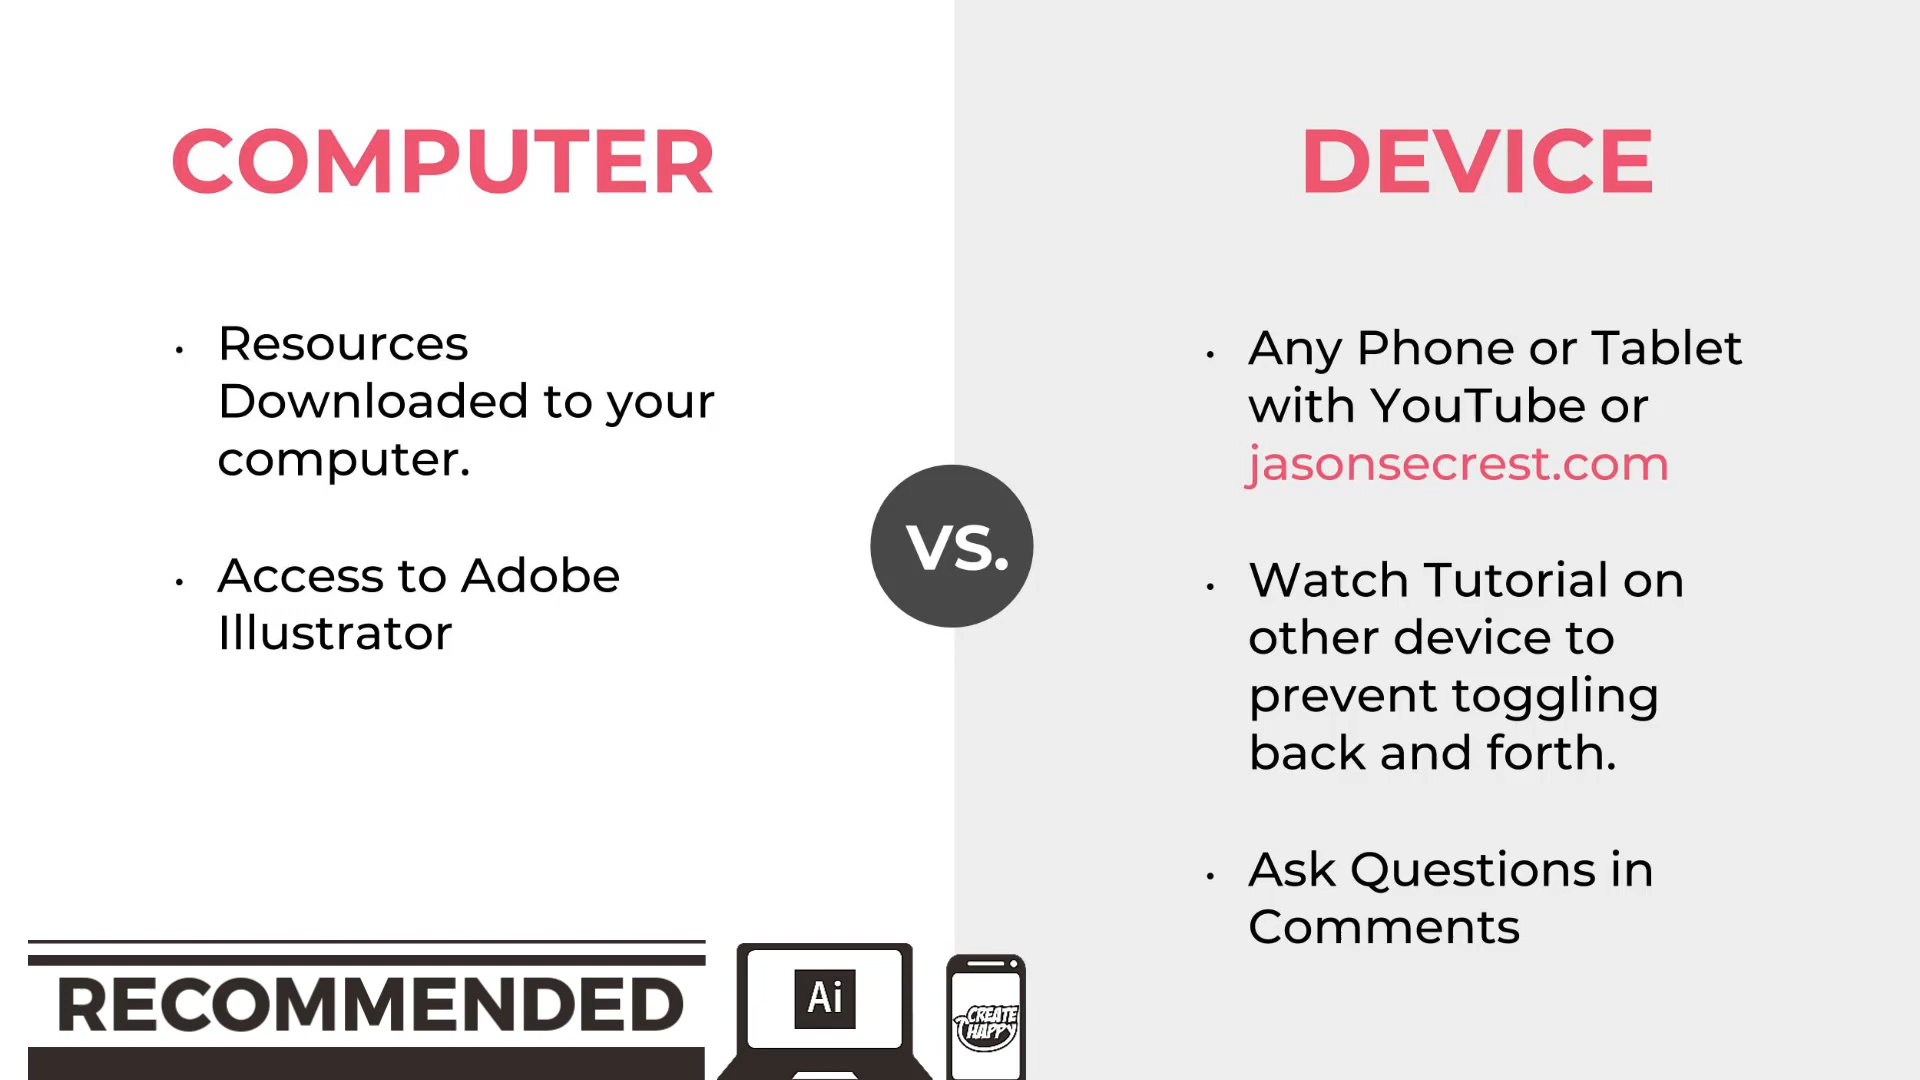 COMPUTER
• Resources
Downloaded to your
computer.
• Access to Adobe
Illustrator
VS.
DEVICE
• Any Phone or Tablet
with YouTube or
jasonsecrest.com
• Watch Tutorial on
other device to
prevent toggling
back and forth.
• Ask Questions in
Comments
RECOMMENDED
Ai
CREATE
HAPPY